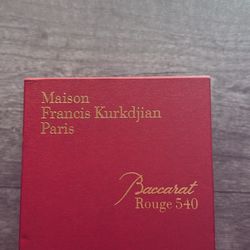 Maison
Francis Kurkdjian
Paris
Baccarat
Rouge 540